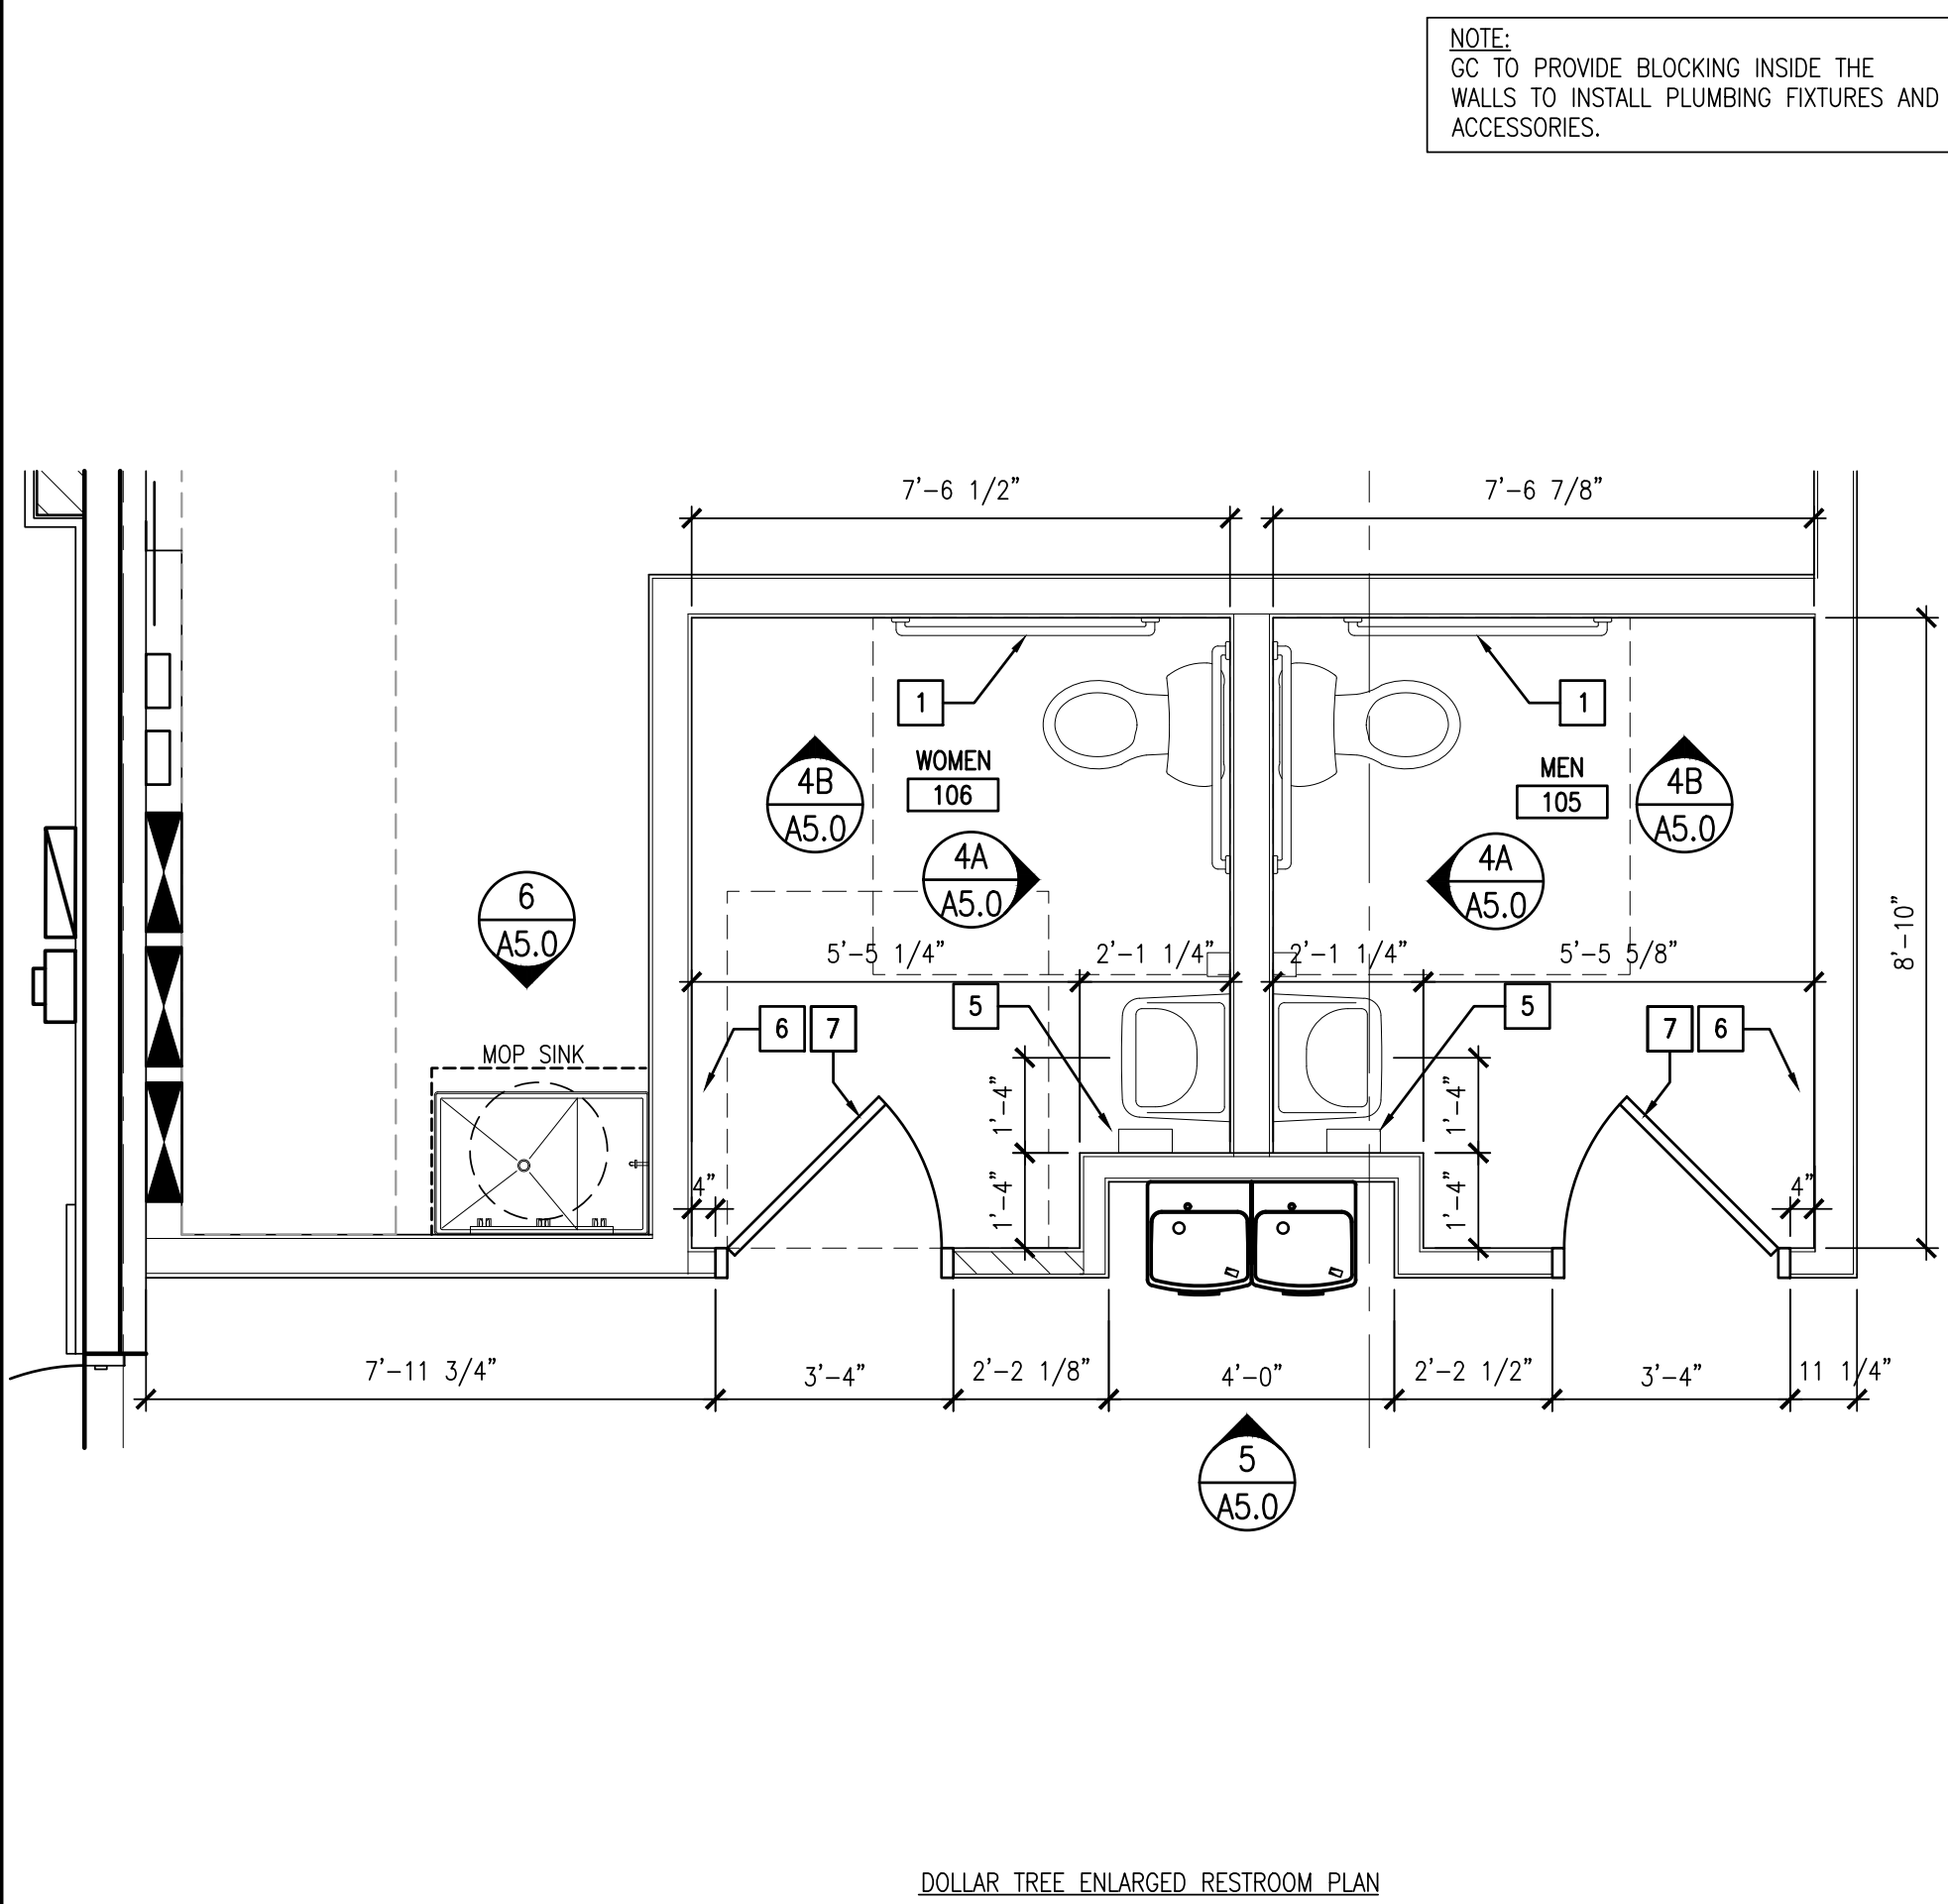 NOTE:
GC TO PROVIDE BLOCKING INSIDE THE
WALLS TO INSTALL PLUMBING FIXTURES AND
ACCESSORIES.
7'-6 1/2"
7'-6 7/8"
1
1
WOMEN
106
MEN
105
4B
A5.0
4B
A5.0
4A
A5.0
4A
A5.0
6
A5.0
8'-10"
5'-5 1/4"
2'-1 1/4"
2'-1 1/4"
5'-5 5/8"
6
7
5
5
7
6
MOP SINK
1'-4"
1'-4"
4"
1'-4"
1'-4"
4"
7'-11 3/4"
3'-4"
2'-2 1/8"
4'-0"
2'-2 1/2"
3'-4"
11 1/4"
5
A5.0
DOLLAR TREE ENLARGED RESTROOM PLAN